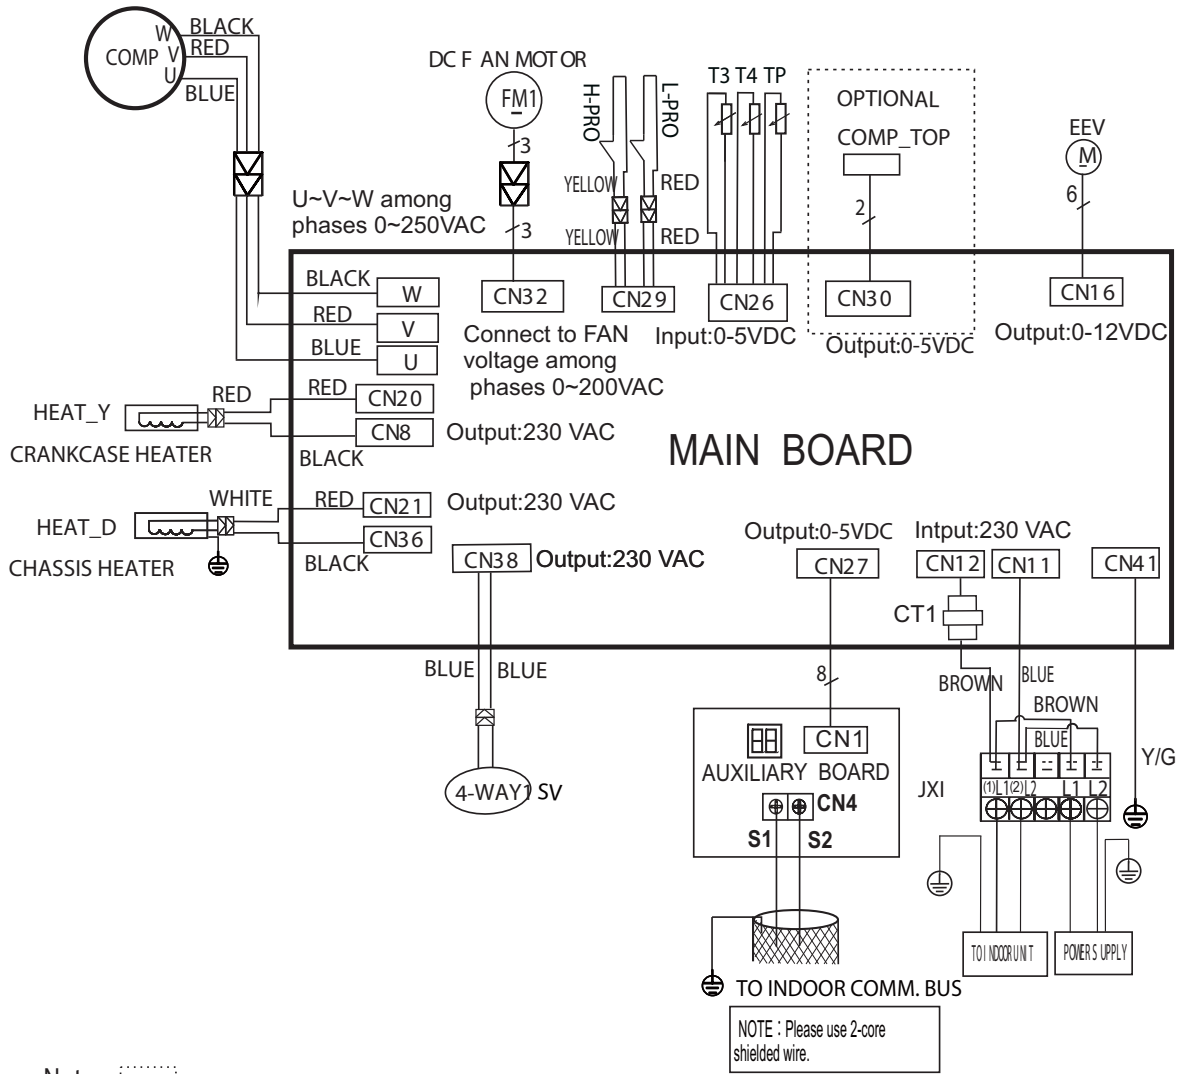 BLACK
W
RED
COMP V
U
BLUE
DC F AN MOT OR
FM1
3
3
H-PRO
L-PRO
YELLOW
RED
YELLOW
RED
T3 T4 TP
OPTIONAL
COMP_TOP
2
EEV
M
6
U~V~W among
phases 0~250VAC
BLACK
W
RED
V
BLUE
U
CN32
CN29
CN26
CN30
CN16
Connect to FAN
voltage among
phases 0~200VAC
Input:0-5VDC
Output:0-5VDC
Output:0-12VDC
HEAT_Y
RED
RED
CN20
CN8
Output:230 VAC
BLACK
CRANKCASE HEATER
MAIN BOARD
HEAT_D
WHITE
RED
CN21
Output:230 VAC
CN36
BLACK
CHASSIS HEATER
CN38
Output:230 VAC
Output:0-5VDC
Intput:230 VAC
CN27
CN12
CN11
CN41
CT1
BLUE
BLUE
8
BROWN
BLUE
BROWN
BLUE
Y/G
4-WAY1
SV
CN1
AUXILIARY BOARD
CN4
S1
S2
JXI
(1)L1(2)L2 L1 L2
TO I NDOOR UN I T
POWER S UPPLY
TO INDOOR COMM. BUS
NOTE : Please use 2-core
shielded wire.